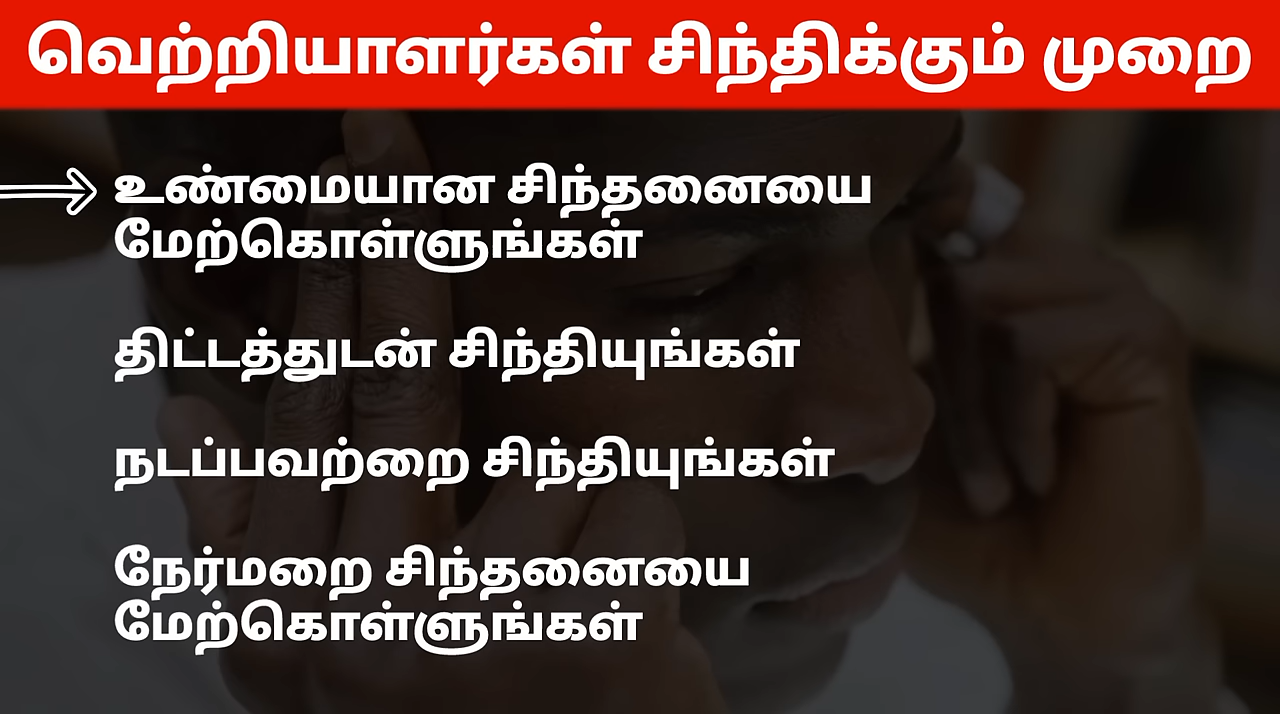 வெற்றியாளர்கள் சிந்திக்கும் முறை
உண்மையான சிந்தனையை
மேற்கொள்ளுங்கள்
திட்டத்துடன் சிந்தியுங்கள்
நடப்பவற்றை சிந்தியுங்கள்
நேர்மறை சிந்தனையை
மேற்கொள்ளுங்கள்